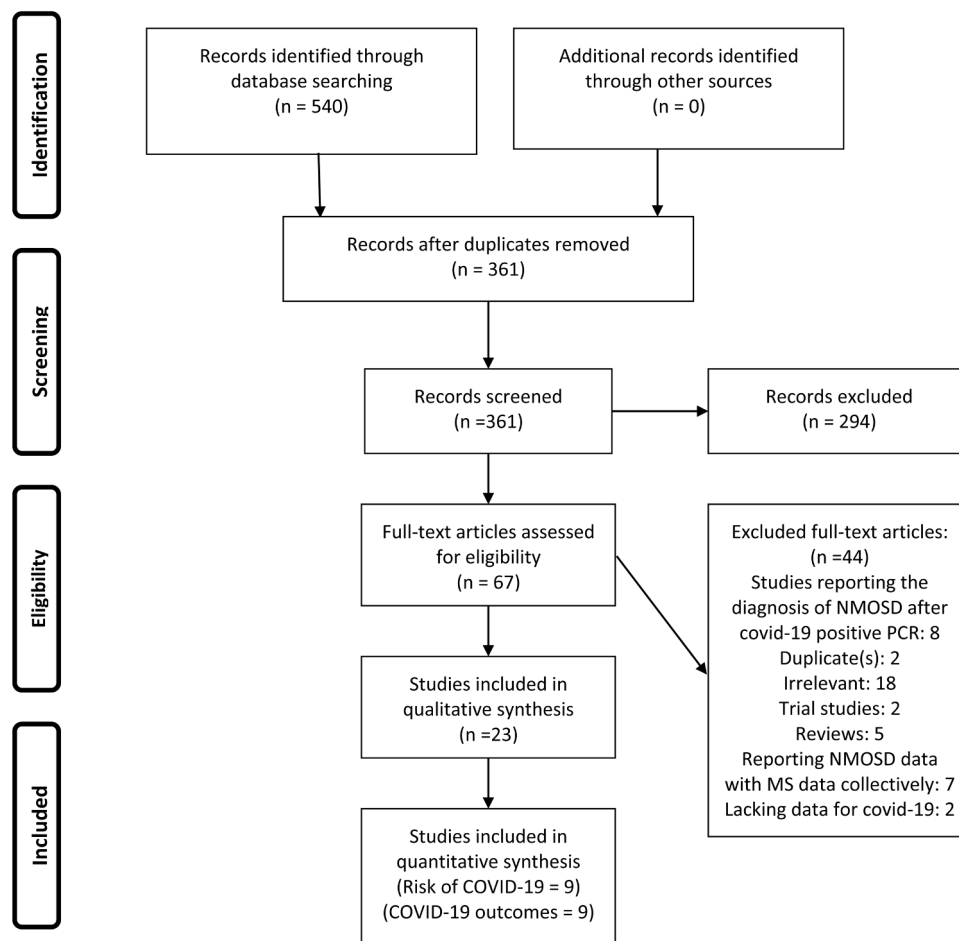 Identification
Records identified through
database searching
(n = 540)
Additional records identified
through other sources
(n = 0)
Records after duplicates removed
(n = 361)
Screening
Records screened
(n =361)
Records excluded
(n = 294)
Eligibility
Full-text articles assessed
for eligibility
(n = 67)
Excluded full-text articles:
(n =44)
Studies reporting the
diagnosis of NMOSD after
covid-19 positive PCR: 8
Duplicate(s): 2
Irrelevant: 18
Trial studies: 2
Reviews: 5
Reporting NMOSD data
with MS data collectively: 7
Lacking data for covid-19: 2
Studies included in
qualitative synthesis
(n =23)
Included
Studies included in
quantitative synthesis
(Risk of COVID-19 = 9)
(COVID-19 outcomes = 9)